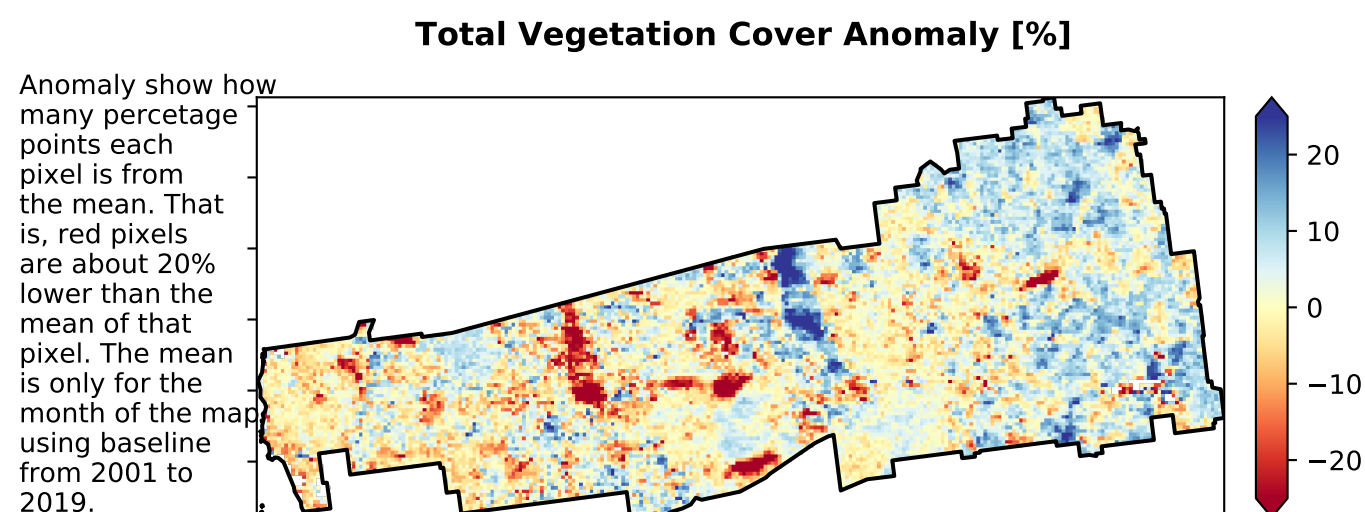 Total Vegetation Cover Anomaly [%]
Anomaly show how
many percetage
points each
pixel is from
the mean. That
is, red pixels
are about 20%
lower than the
mean of that
pixel. The mean
is only for the
month of the map
using baseline
from 2001 to
2019.
20
10
0
−10
−20